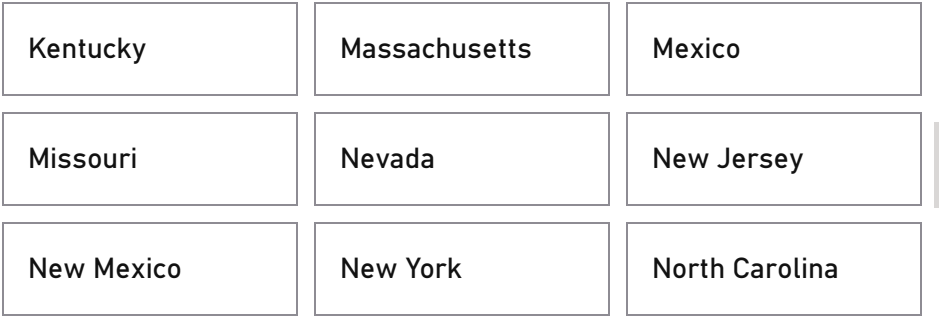 Kentucky
Massachusetts
Mexico
Missouri
Nevada
New Jersey
New Mexico
New York
North Carolina